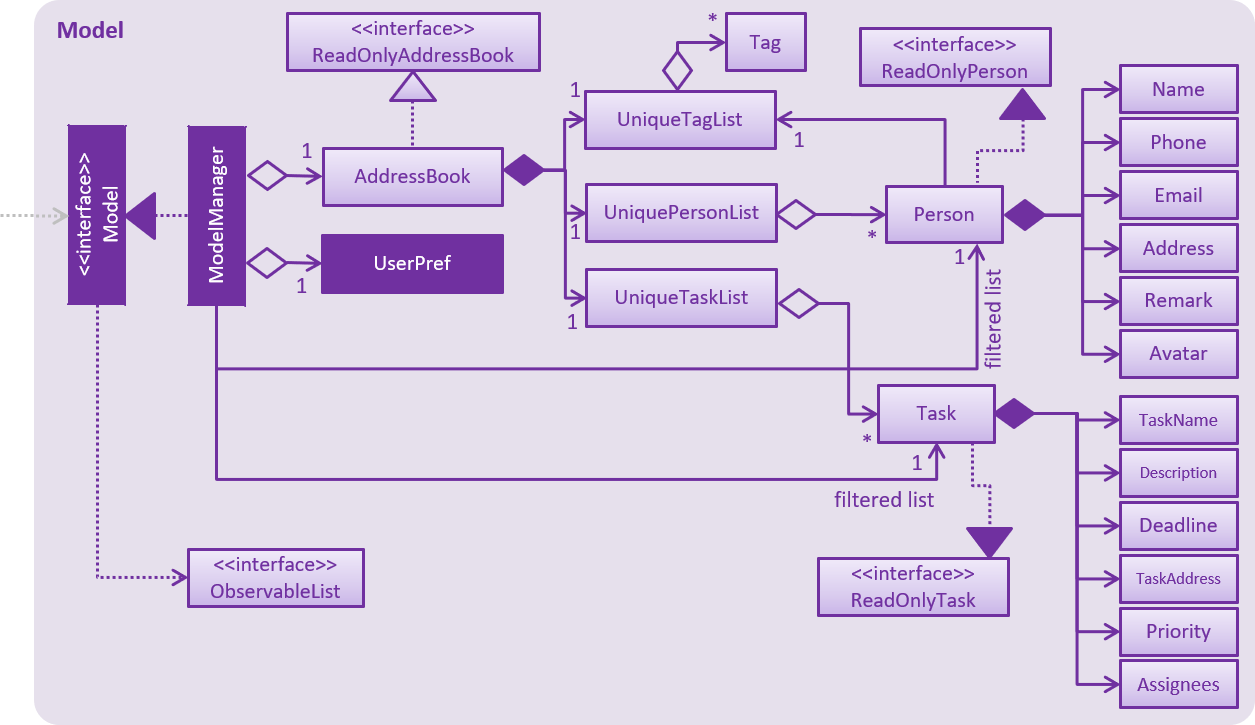 Model
<<interface>>
ReadOnlyAddressBook
*
Tag
<<interface>>
ReadOnlyPerson
<<interface>>
Model
ModelManager
1
AddressBook
1
UserPref
1
UniqueTagList
1
1
UniquePersonList
*
1
UniqueTaskList
Person
1
filtered list
Name
Phone
Email
Address
Remark
Avatar
*
Task
1
filtered list
TaskName
Description
Deadline
TaskAddress
Priority
Assignees
<<interface>>
ObservableList
<<interface>>
ReadOnlyTask